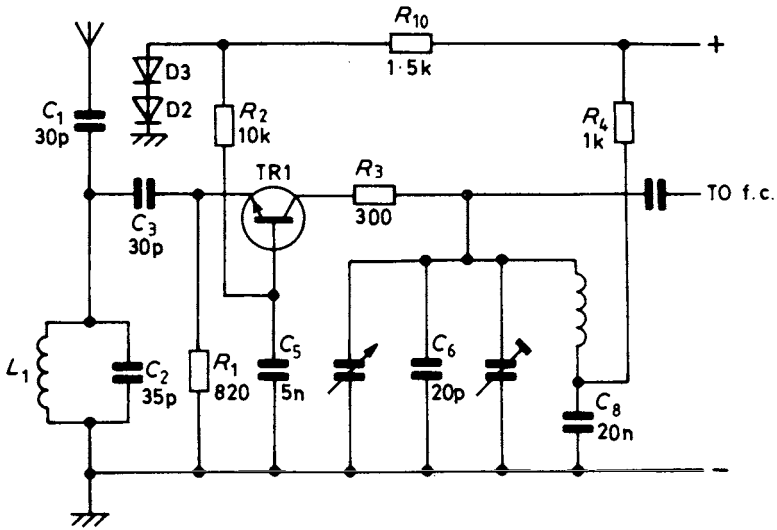 R10
1·5k
+
D3
D2
C1
30p
R2
10k
R4
1k
TR1
R3
300
TO f.c.
C3
30p
L1
C2
35p
R1
820
C5
5n
C6
20p
C8
20n
-